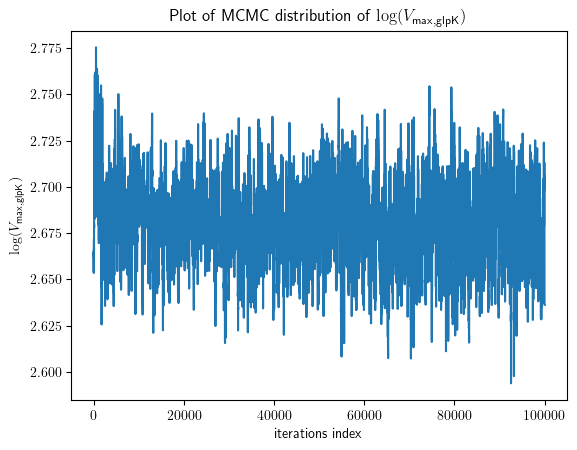 Plot of MCMC distribution of log(V_max,glpK)
2.775
2.750
2.725
2.700
2.675
2.650
2.625
2.600
log(V_max,glpK)
0 20000 40000 60000 80000 100000
iterations index